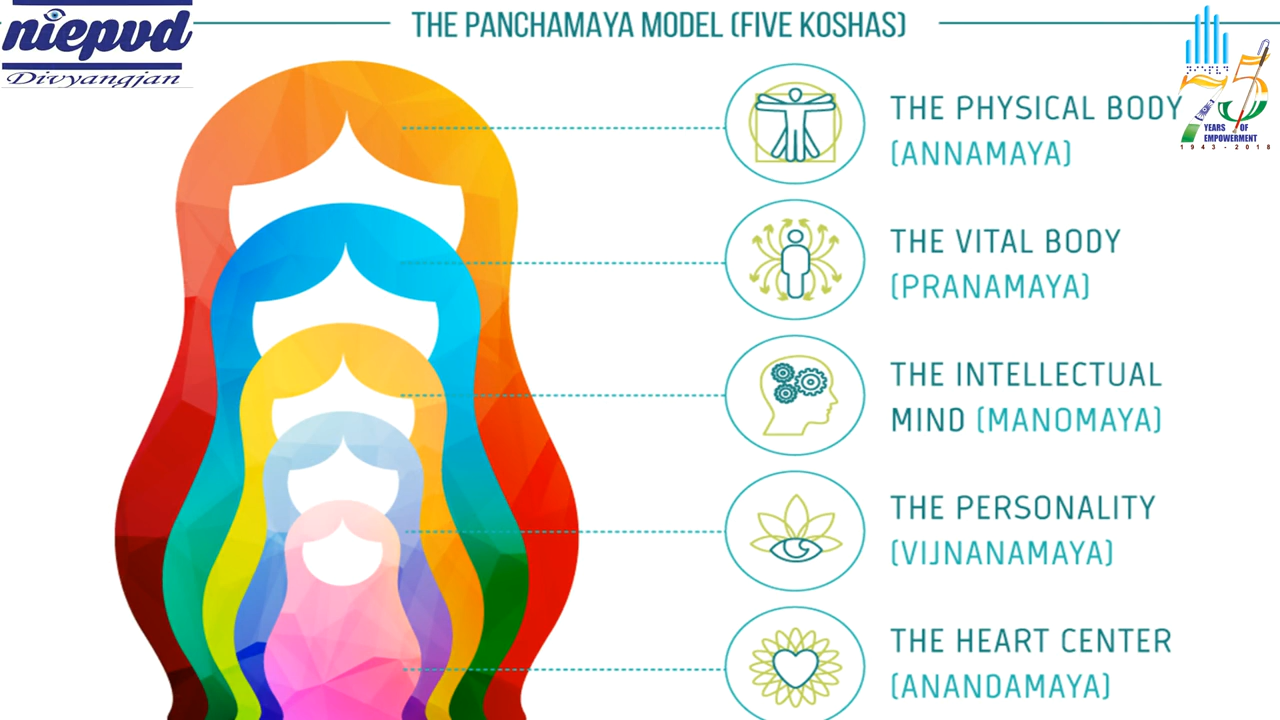 niepvd
Divyangjan
THE PANCHAMAYA MODEL (FIVE KOSHAS)
75
YEARS OF
EMPOWERMENT
1943-2018
THE PHYSICAL BODY
(ANNAMAYA)
THE VITAL BODY
(PRANAMAYA)
THE INTELLECTUAL
MIND (MANOMAYA)
THE PERSONALITY
(VIJNANAMAYA)
THE HEART CENTER
(ANANDAMAYA)